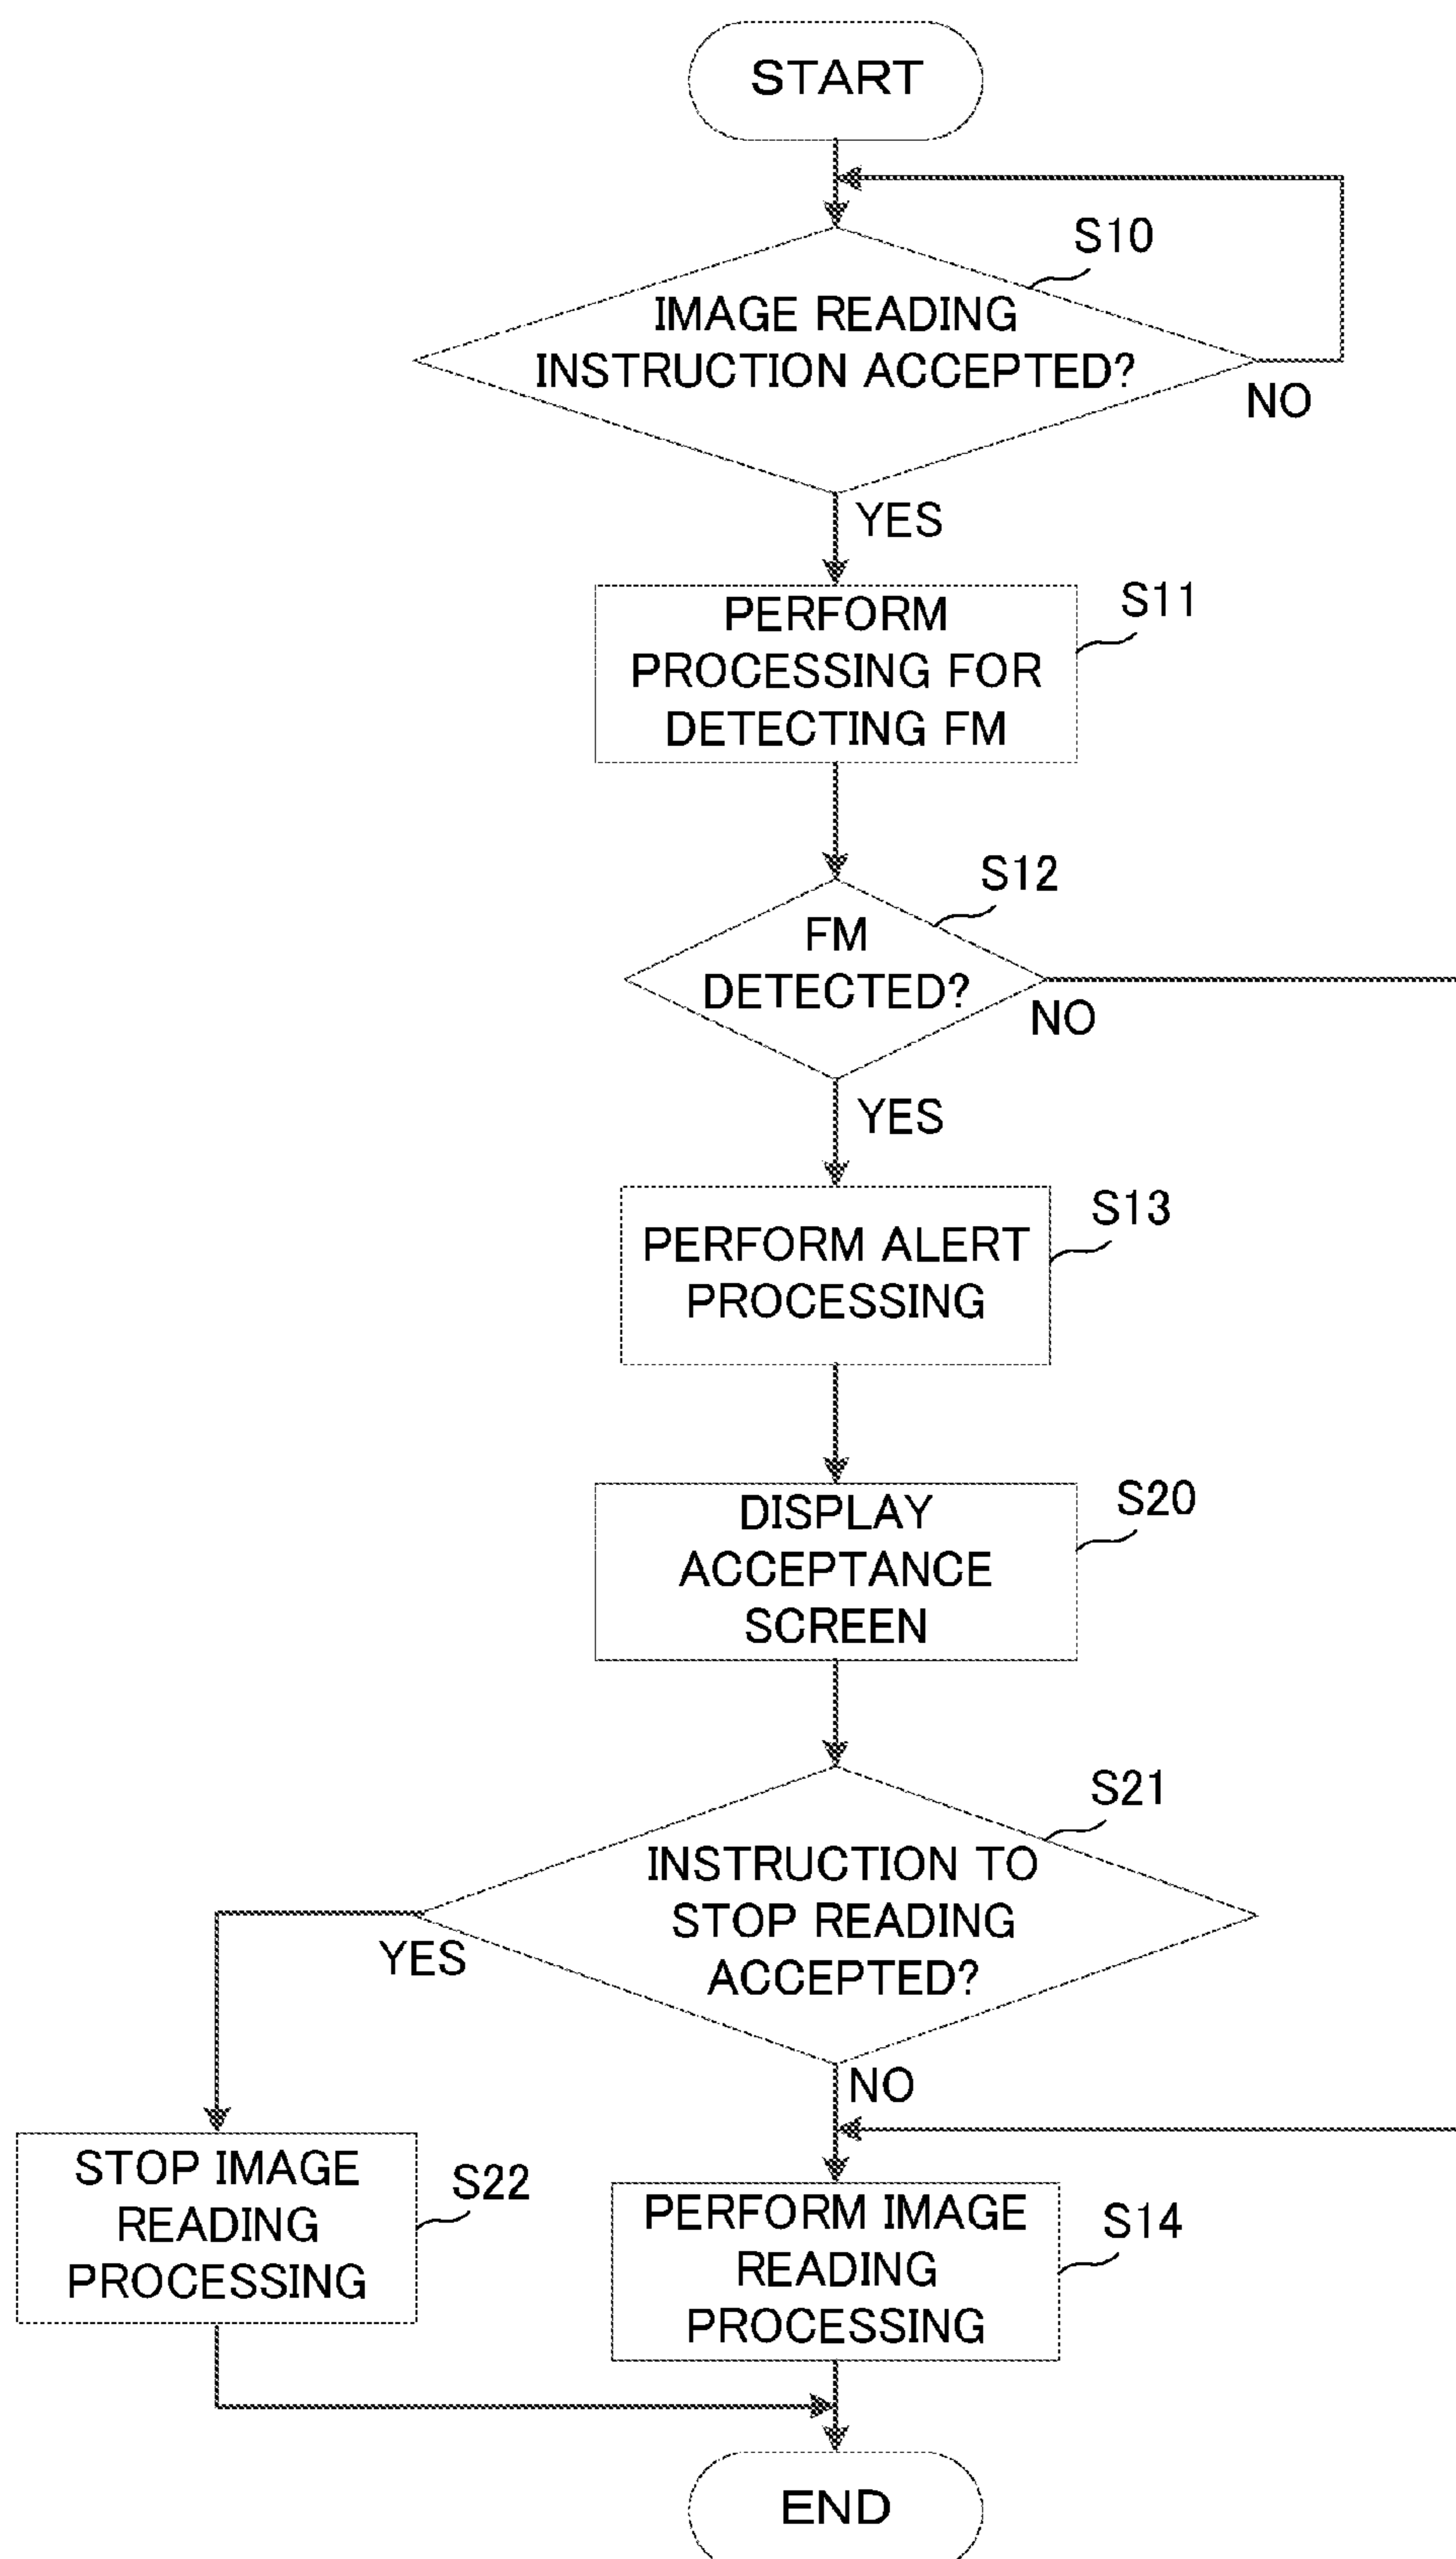 START
S10
IMAGE READING
INSTRUCTION ACCEPTED?
NO
YES
S11
PERFORM
PROCESSING FOR
DETECTING FM
S12
FM
DETECTED?
NO
YES
S13
PERFORM ALERT
PROCESSING
S20
DISPLAY
ACCEPTANCE
SCREEN
S21
INSTRUCTION TO
STOP READING
ACCEPTED?
YES
NO
STOP IMAGE
READING
PROCESSING
S22
PERFORM IMAGE
READING
PROCESSING
S14
END